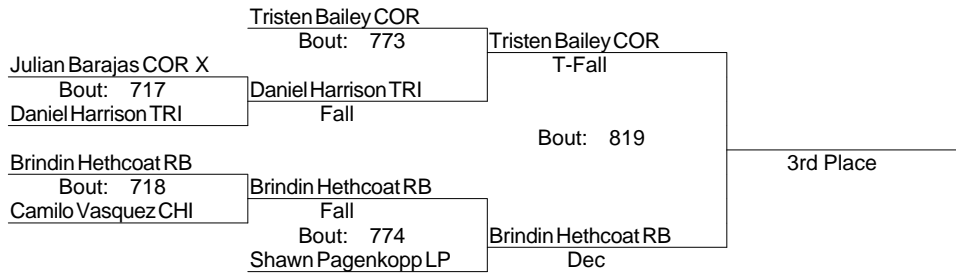 Tristen Bailey COR
Bout: 773
Tristen Bailey COR
Julian Barajas COR X
T-Fall
Bout: 717
Daniel Harrison TRI
Daniel Harrison TRI
Fall
Bout: 819
Brindin Hethcoat RB
3rd Place
Bout: 718
Brindin Hethcoat RB
Camilo Vasquez CHI
Fall
Bout: 774
Brindin Hethcoat RB
Shawn Pagenkopp LP
Dec